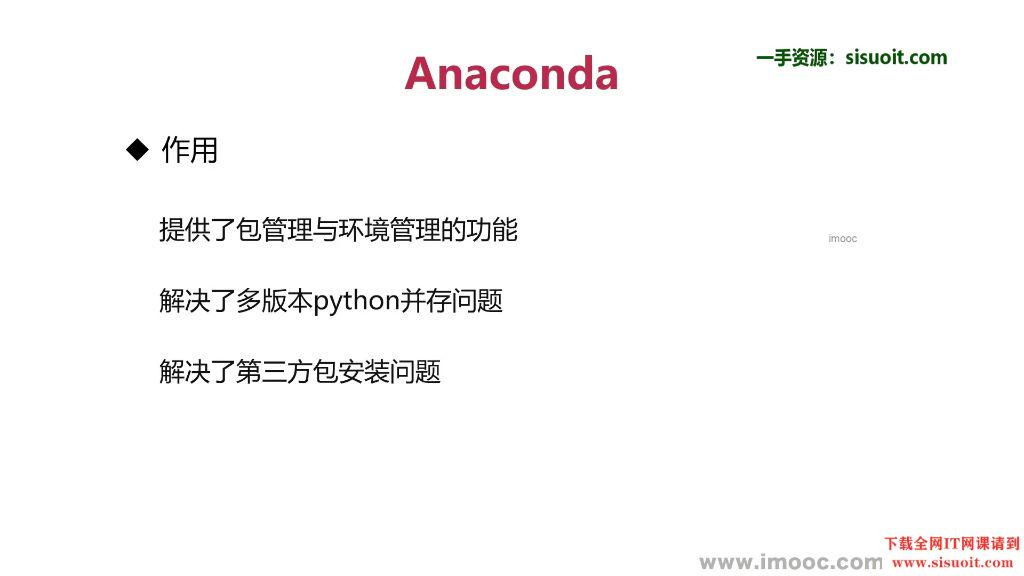 一手资源：sisuoit.com
Anaconda
◆ 作用
提供了包管理与环境管理的功能
imooc
解决了多版本python并存问题
解决了第三方包安装问题
下载全网IT网课请到
www.imooc.com
www.sisuoit.com